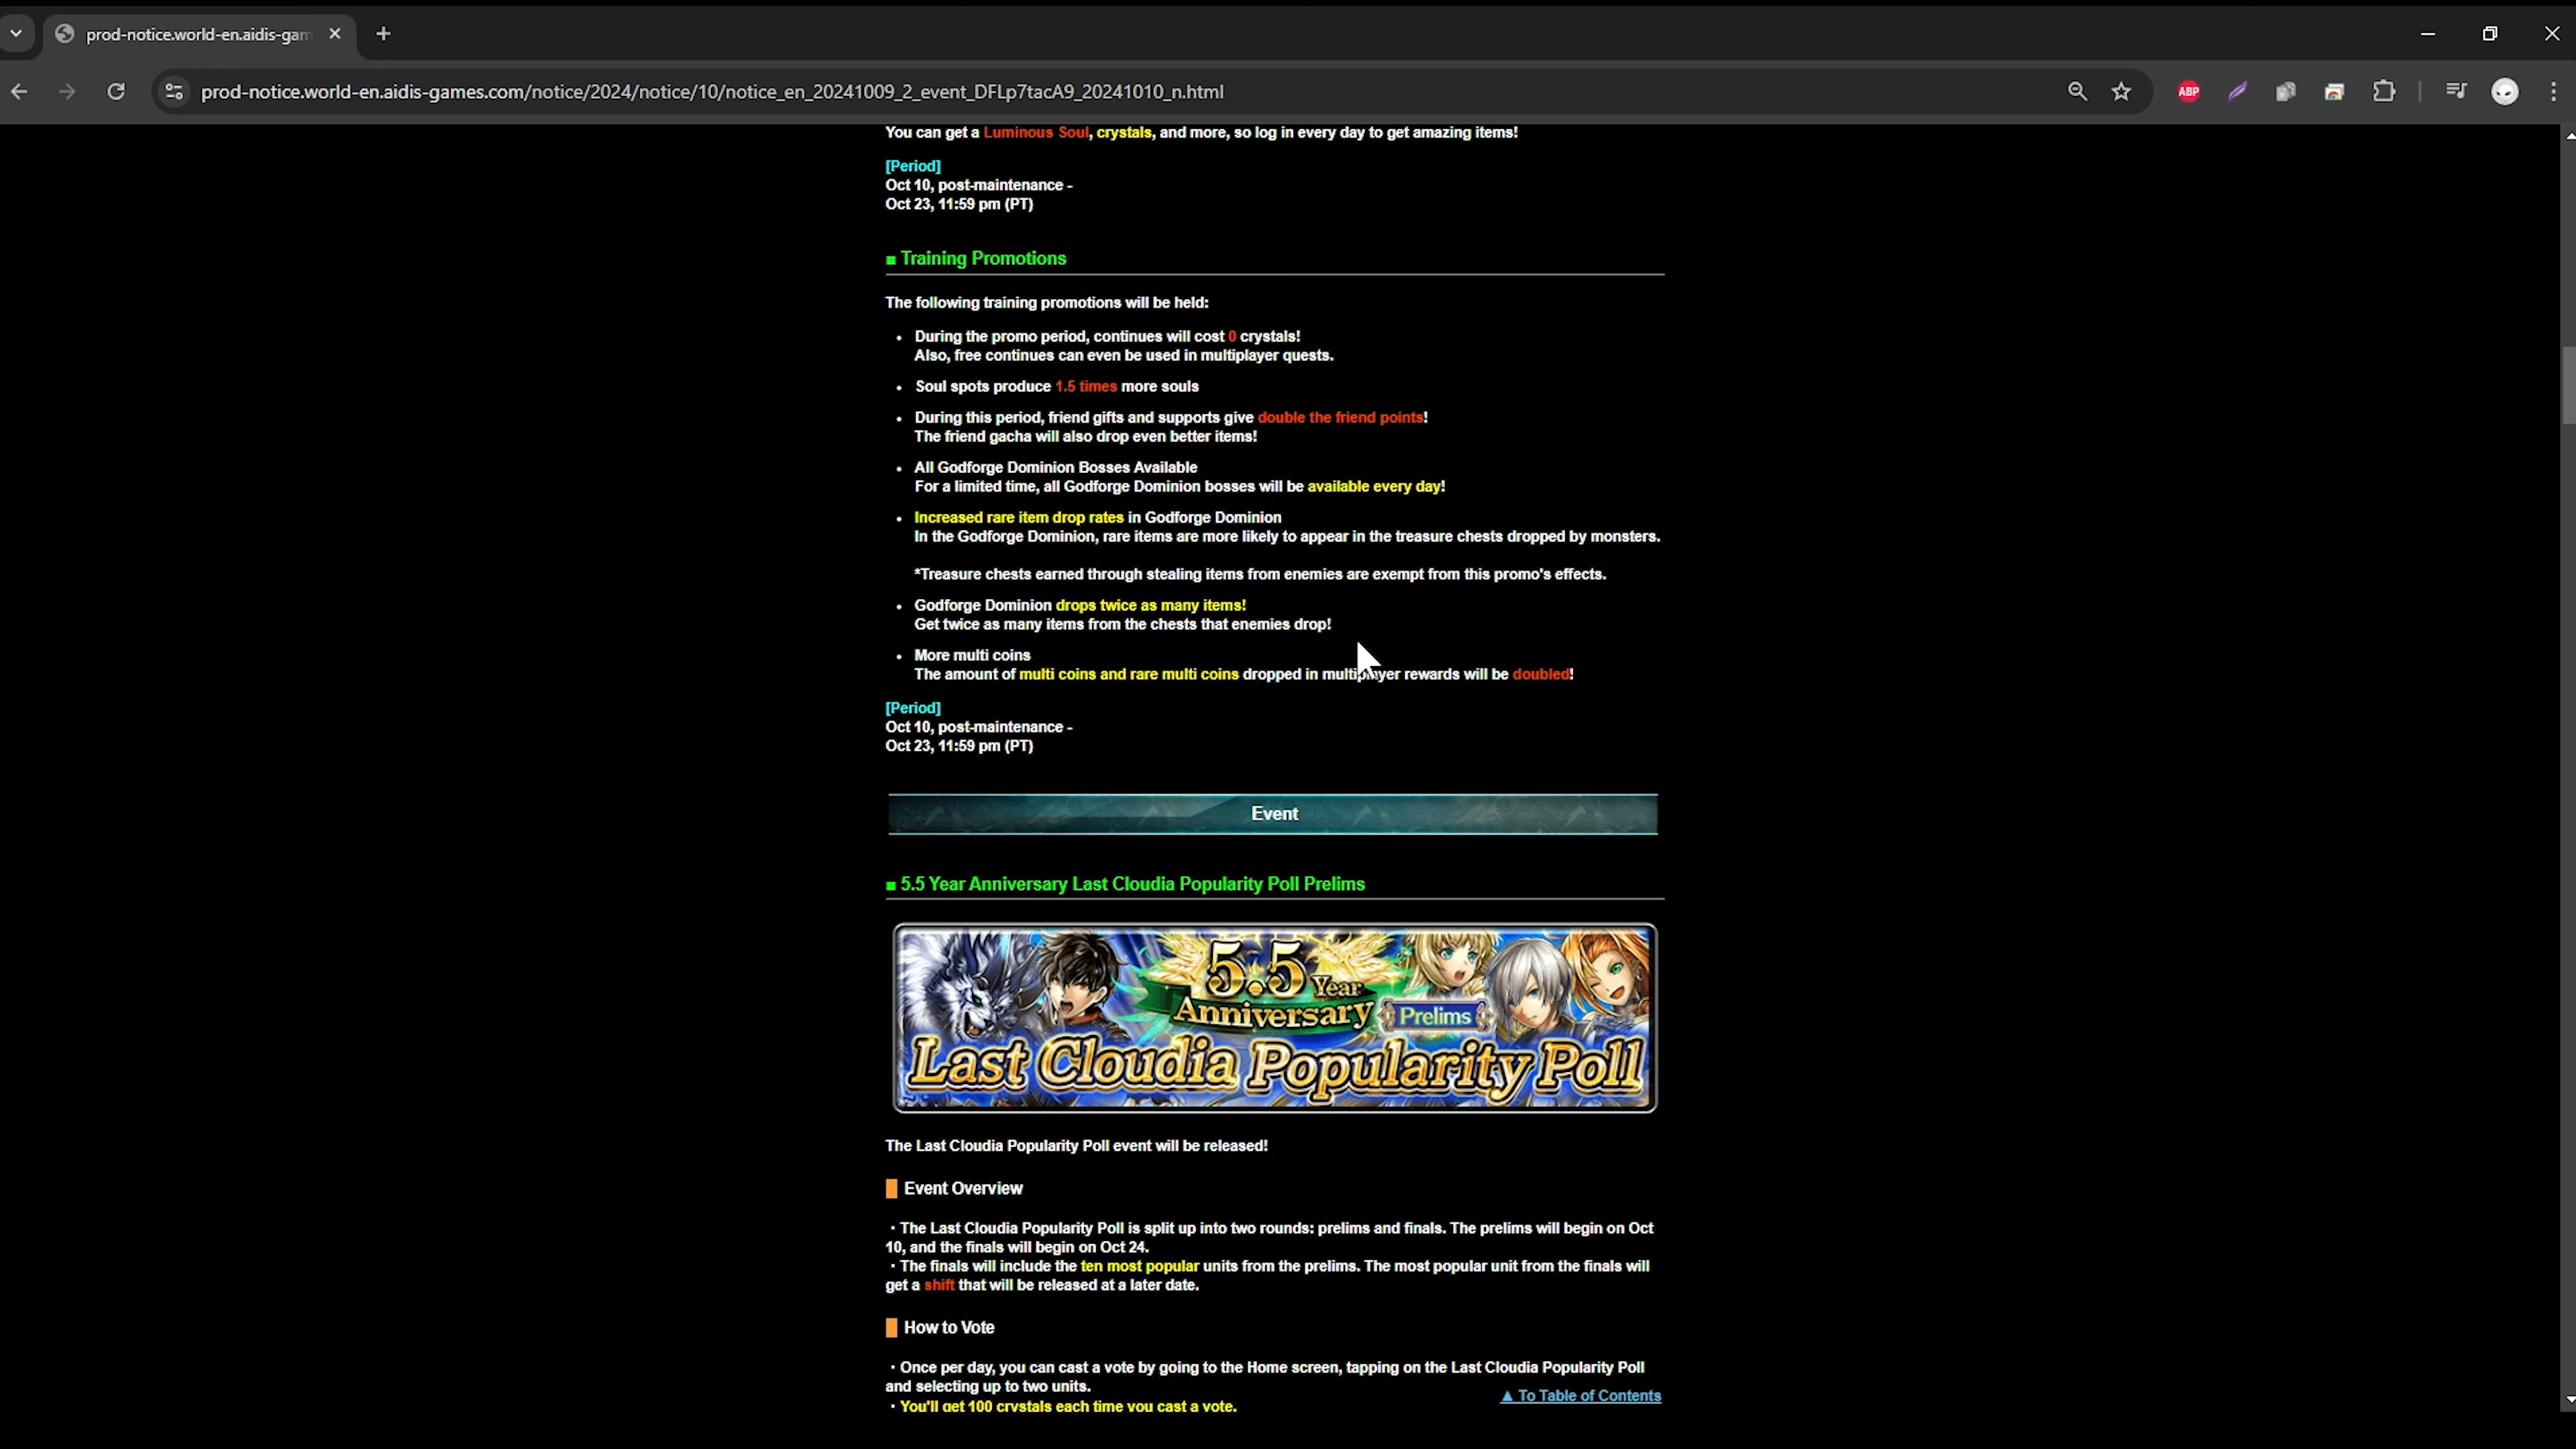 prod-notice.world-en.aidis-gam
prod-notice.world-en.aidis-games.com/notice/2024/notice/10/notice_en_20241009_2_event_DFLp7tacA9_20241010_n.html
ABP
You can get a Luminous Soul, crystals, and more, so log in every day to get amazing items!
[Period]
Oct 10, post-maintenance -
Oct 23, 11:59 pm (PT)
■ Training Promotions
The following training promotions will be held:
• During the promo period, continues will cost 0 crystals!
Also, free continues can even be used in multiplayer quests.
• Soul spots produce 1.5 times more souls
• During this period, friend gifts and supports give double the friend points!
The friend gacha will also drop even better items!
• All Godforge Dominion Bosses Available
For a limited time, all Godforge Dominion bosses will be available every day!
• Increased rare item drop rates in Godforge Dominion
In the Godforge Dominion, rare items are more likely to appear in the treasure chests dropped by monsters.
*Treasure chests earned through stealing items from enemies are exempt from this promo's effects.
• Godforge Dominion drops twice as many items!
Get twice as many items from the chests that enemies drop!
• More multi coins
The amount of multi coins and rare multi coins dropped in multiplayer rewards will be doubled!
[Period]
Oct 10, post-maintenance -
Oct 23, 11:59 pm (PT)
Event
■ 5.5 Year Anniversary Last Cloudia Popularity Poll Prelims
5.5 Year
Anniversary Prelims
Last Cloudia Popularity Poll
The Last Cloudia Popularity Poll event will be released!
Event Overview
・The Last Cloudia Popularity Poll is split up into two rounds: prelims and finals. The prelims will begin on Oct
10, and the finals will begin on Oct 24.
・The finals will include the ten most popular units from the prelims. The most popular unit from the finals will
get a shift that will be released at a later date.
How to Vote
・Once per day, you can cast a vote by going to the Home screen, tapping on the Last Cloudia Popularity Poll
and selecting up to two units.
▲ To Table of Contents
・You'll get 100 crystals each time you cast a vote.